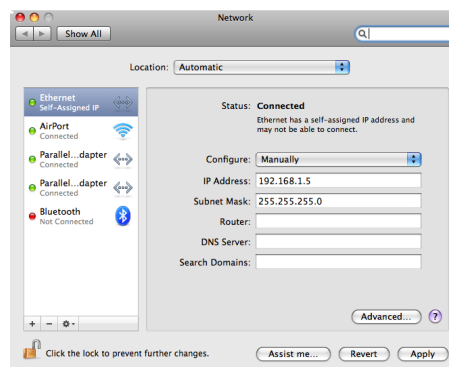 Network
Show All
Location: Automatic
Ethernet
Self-Assigned IP
AirPort
Connected
Parallel...dapter
Connected
Parallel...dapter
Connected
Bluetooth
Not Connected
Status: Connected
Ethernet has a self-assigned IP address and
may not be able to connect.
Configure: Manually
IP Address: 192.168.1.5
Subnet Mask: 255.255.255.0
Router:
DNS Server:
Search Domains:
Advanced... ?
Click the lock to prevent further changes.
Assist me... Revert Apply